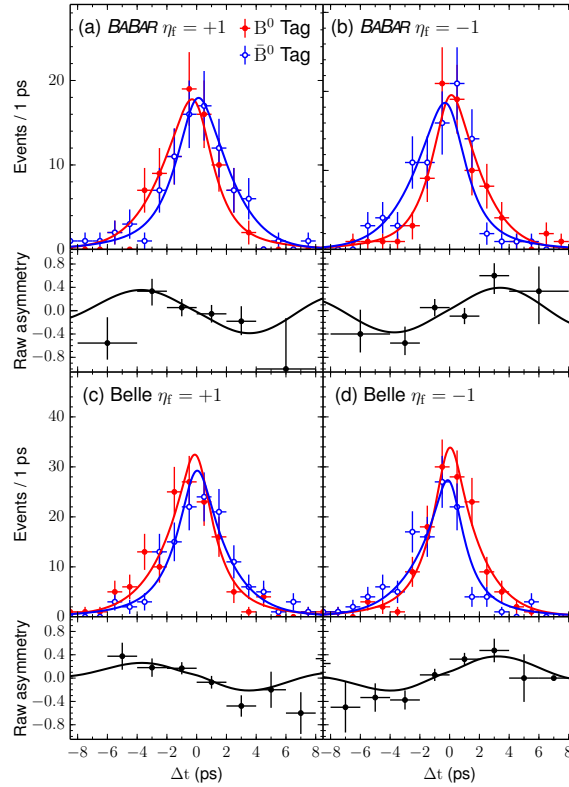 (a) BABAR ηf = +1
B⁰ Tag
B̄⁰ Tag
(b) BABAR ηf = −1
Events / 1 ps
20
10
0
Raw asymmetry
0.8
0.4
0.0
−0.4
−0.8
(c) Belle ηf = +1
(d) Belle ηf = −1
Events / 1 ps
40
30
20
10
0
Raw asymmetry
0.8
0.4
0.0
−0.4
−0.8
−8 −6 −4 −2 0 2 4 6 8 −6 −4 −2 0 2 4 6 8
Δt (ps) Δt (ps)